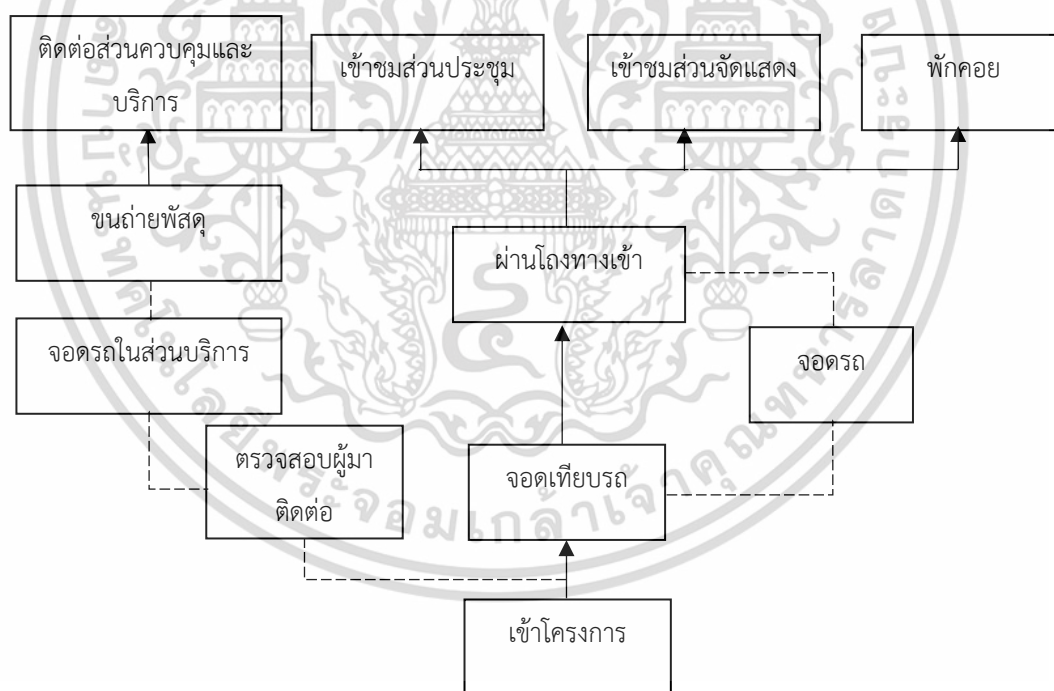 ติดต่อส่วนควบคุมและ
บริการ
เข้าชมส่วนประชุม
เข้าชมส่วนจัดแสดง
พักคอย
ขนถ่ายพัสดุ
ผ่านโถงทางเข้า
จอดรถในส่วนบริการ
จอดรถ
ตรวจสอบผู้มา
ติดต่อ
จอดเทียบรถ
เข้าโครงการ